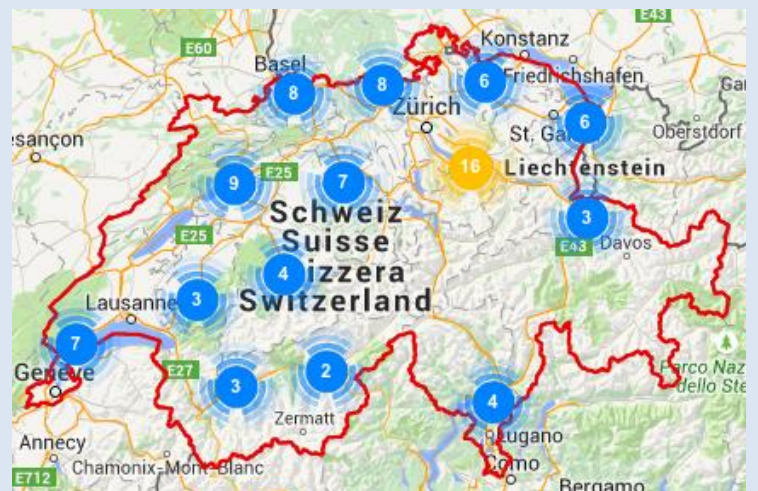 E43
Konstanz
E60
Basel
Friedrichshafen
8
8
6
Zürich
esançon
6
St. Ga
Oberstdorf
16
Liechtenstein
E25
9
7
Schweiz
3
E25
Suisse
E43
Davos
4
izzera
3
Switzerland
Lausanne
7
Genève
E27
3
2
Parco Naz
dello Ste
4
Zermatt
Lugano
Annecy
Chamonix-Mont-Blanc
Como
E712
Bergamo